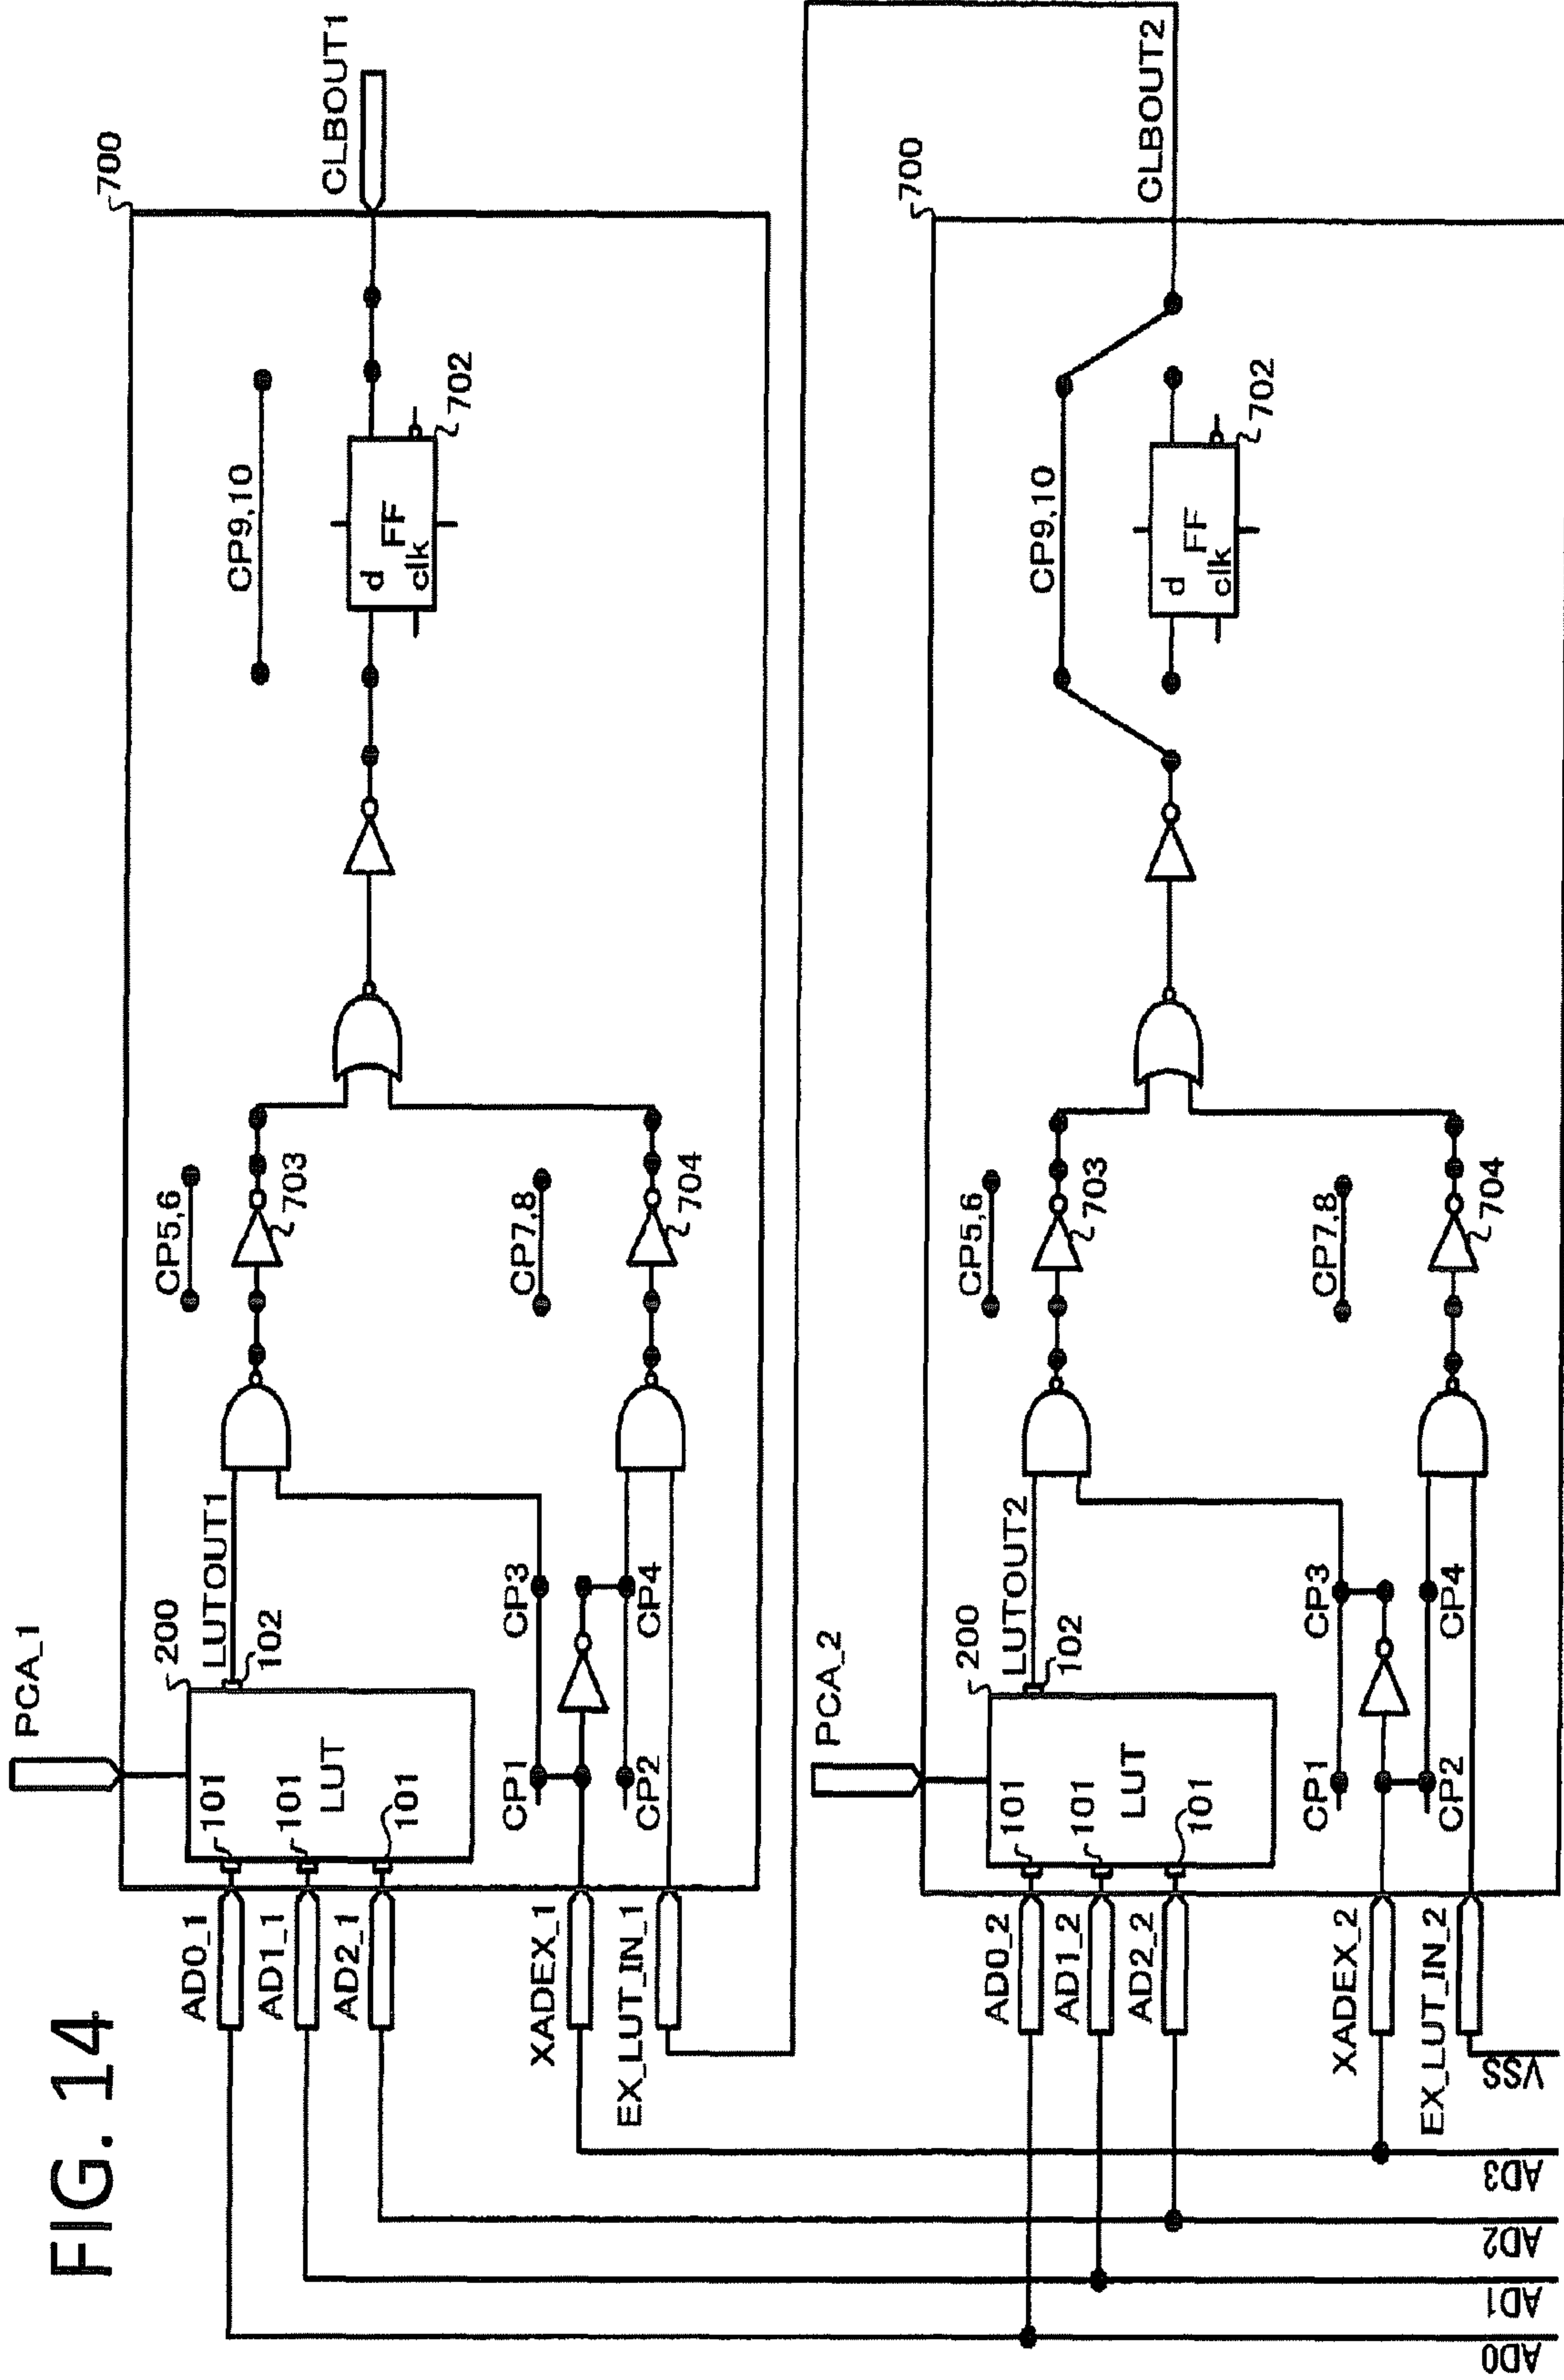 FIG. 14
PCA_1
700
200
LUT
101
101
101
102
LUTOUT1
AD0_1
AD1_1
AD2_1
XADEX_1
EX_LUT_IN_1
CP1
CP2
CP3
CP4
CP5,6
703
CP7,8
704
CP9,10
d
FF
clk
702
CLBOUT1
PCA_2
700
200
LUT
101
101
101
102
LUTOUT2
AD0_2
AD1_2
AD2_2
XADEX_2
EX_LUT_IN_2
CP1
CP2
CP3
CP4
CP5,6
703
CP7,8
704
CP9,10
d
FF
clk
702
CLBOUT2
AD0
AD1
AD2
AD3
VSS